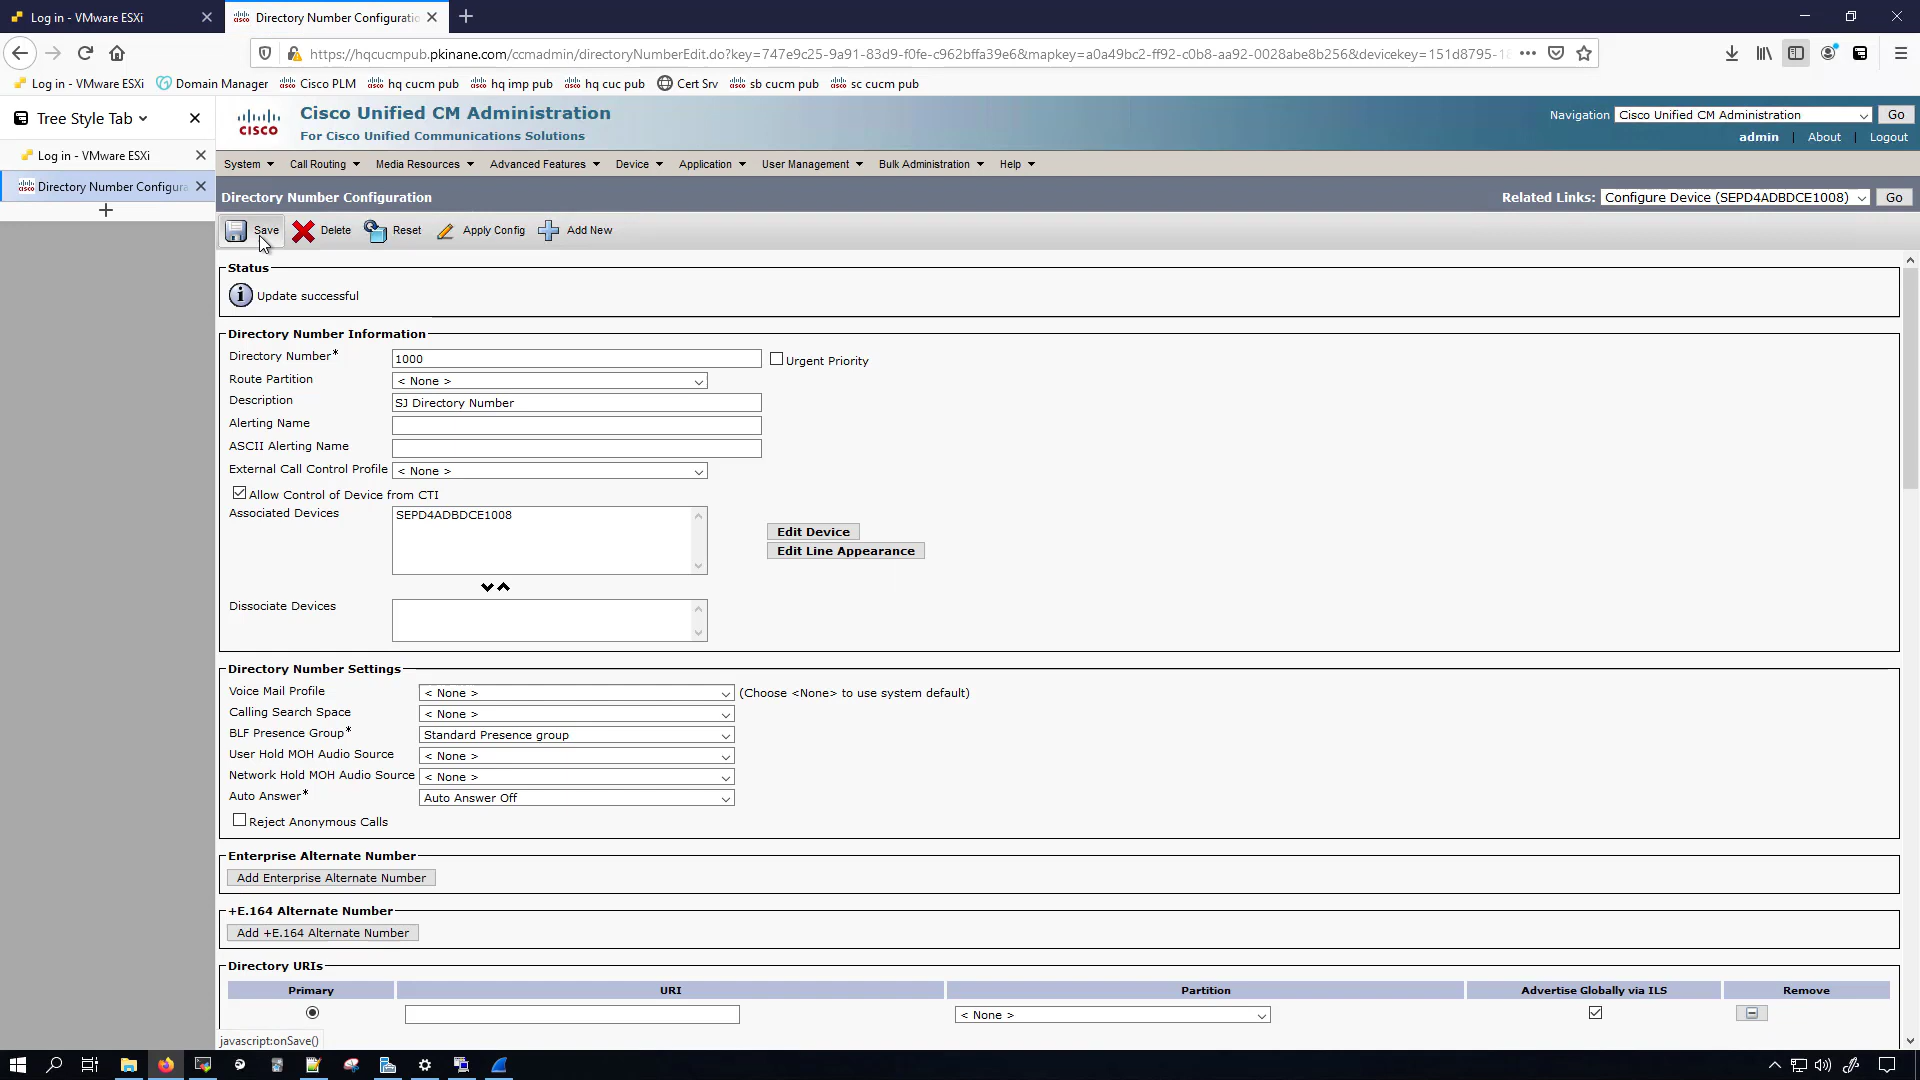 Log in - VMware ESXi
Directory Number Configuratio
https://hqcucmpub.pkinane.com/ccmadmin/directoryNumberEdit.do?key=747e9c25-9a91-83d9-f0fe-c962bffa39e6&mapkey=a0a49bc2-ff92-c0b8-aa92-0028abe8b256&devicekey=151d8795-18
Log in - VMware ESXi Domain Manager Cisco PLM hq cucm pub hq imp pub hq cuc pub Cert Srv sb cucm pub sc cucm pub
Tree Style Tab
Log in - VMware ESXi
Directory Number Configura
CISCO
Cisco Unified CM Administration
For Cisco Unified Communications Solutions
Navigation Cisco Unified CM Administration Go
admin | About | Logout
System Call Routing Media Resources Advanced Features Device Application User Management Bulk Administration Help
Directory Number Configuration
Related Links: Configure Device (SEPD4ADBDCE1008) Go
Save Delete Reset Apply Config Add New
Status
Update successful
Directory Number Information
Directory Number* 1000 Urgent Priority
Route Partition < None >
Description SJ Directory Number
Alerting Name
ASCII Alerting Name
External Call Control Profile < None >
Allow Control of Device from CTI
Associated Devices SEPD4ADBDCE1008
Edit Device
Edit Line Appearance
Dissociate Devices
Directory Number Settings
Voice Mail Profile < None > (Choose <None> to use system default)
Calling Search Space < None >
BLF Presence Group* Standard Presence group
User Hold MOH Audio Source < None >
Network Hold MOH Audio Source < None >
Auto Answer* Auto Answer Off
Reject Anonymous Calls
Enterprise Alternate Number
Add Enterprise Alternate Number
+E.164 Alternate Number
Add +E.164 Alternate Number
Directory URIs
Primary URI Partition Advertise Globally via ILS Remove
< None >
javascript:onSave()